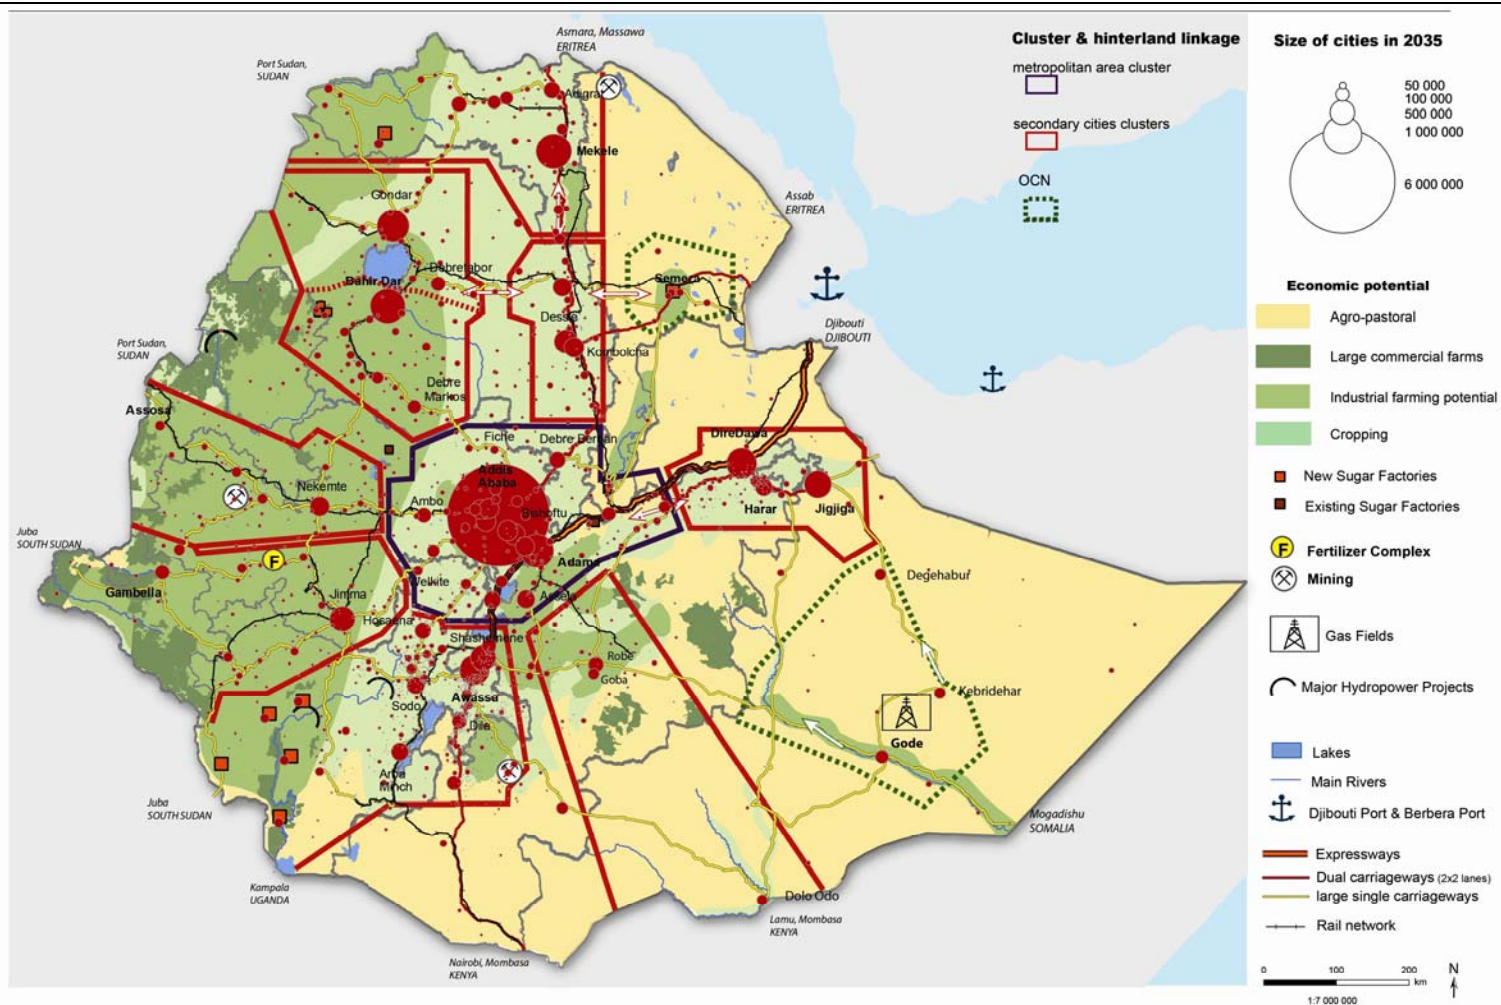 Asmara, Massawa
ERITREA
Port Sudan,
SUDAN
Adigrat
Mekele
Gondar
Assab
ERITREA
Bahir Dar
Debretabor
Semera
Dessie
Kombolcha
Djibouti
DJIBOUTI
Port Sudan,
SUDAN
Debre
Markos
Assosa
Fiche
Debre Berhan
DireDawa
Addis
Ababa
Nekemte
Ambo
Bishoftu
Harar
Jigjiga
Juba
SOUTH SUDAN
F
Adama
Degehabur
Gambella
Welkite
Jimma
Assela
Hosaena
Shashemene
Robe
Goba
Kebridehar
Sodo
Awassa
Dila
Gode
Arba
Minch
Juba
SOUTH SUDAN
Mogadishu
SOMALIA
Kampala
UGANDA
Dolo Odo
Lamu, Mombasa
KENYA
Nairobi, Mombasa
KENYA
Cluster & hinterland linkage
metropolitan area cluster
secondary cities clusters
OCN
Size of cities in 2035
50 000
100 000
500 000
1 000 000
6 000 000
Economic potential
Agro-pastoral
Large commercial farms
Industrial farming potential
Cropping
New Sugar Factories
Existing Sugar Factories
F
Fertilizer Complex
Mining
Gas Fields
Major Hydropower Projects
Lakes
Main Rivers
Djibouti Port & Berbera Port
Expressways
Dual carriageways (2x2 lanes)
large single carriageways
Rail network
0 100 200
km
N
1:7 000 000